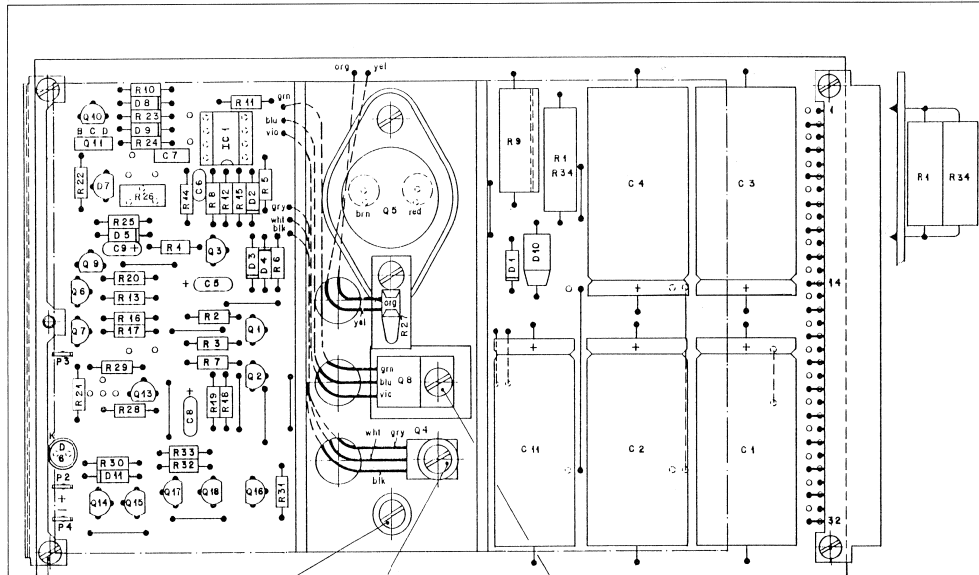 org yel
R10
D8
R11
grn
Q10
R23
blu
B C D
D9
vio
Q11
R24
IC1
C7
R22
D7
R26
R14
C6
R8
R12
R15
D2
R5
brn
Q5
red
R9
R1
R34
C4
C3
1
R1
R34
gry
wht
blk
R25
D5
C9 +
R4
Q3
D3
D4
R6
D1
D10
Q9
Q6
R20
R13
+ C5
+
+
14
org
yel
R27
Q7
R16
R17
R2
Q1
R3
+
+
+
P3
R29
R7
Q2
grn
blu
vio
Q8
R21
Q13
R28
+
C8
R19
R18
K
D
6
wht
gry
Q4
blk
C11
C2
C1
R33
R32
R30
D11
P2
+
−
P4
Q14
Q15
Q17
Q18
Q16
R31
32